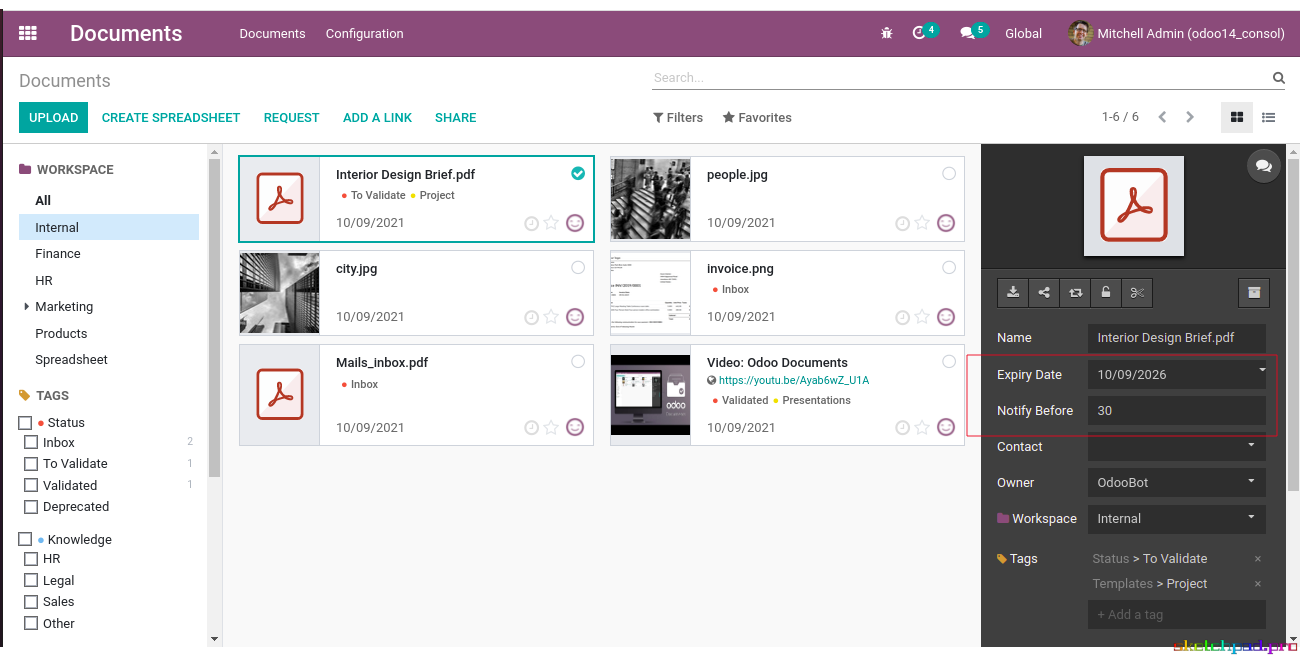 Documents
Documents
Configuration
4
5
Global
Mitchell Admin (odoo14_consol)
Documents
Search...
UPLOAD
CREATE SPREADSHEET
REQUEST
ADD A LINK
SHARE
Filters
Favorites
1-6 / 6
WORKSPACE
All
Internal
Finance
HR
Marketing
Products
Spreadsheet
TAGS
Status
Inbox 2
To Validate 1
Validated 1
Deprecated
Knowledge
HR
Legal
Sales
Other
Interior Design Brief.pdf
To Validate Project
10/09/2021
people.jpg
10/09/2021
city.jpg
10/09/2021
invoice.png
Inbox
10/09/2021
Mails_inbox.pdf
Inbox
10/09/2021
odoo
Video: Odoo Documents
https://youtu.be/Ayab6wZ_U1A
Validated Presentations
10/09/2021
Name Interior Design Brief.pdf
Expiry Date 10/09/2026
Notify Before 30
Contact
Owner OdooBot
Workspace Internal
Tags Status > To Validate ×
Templates > Project ×
+ Add a tag
sketchpad.pro